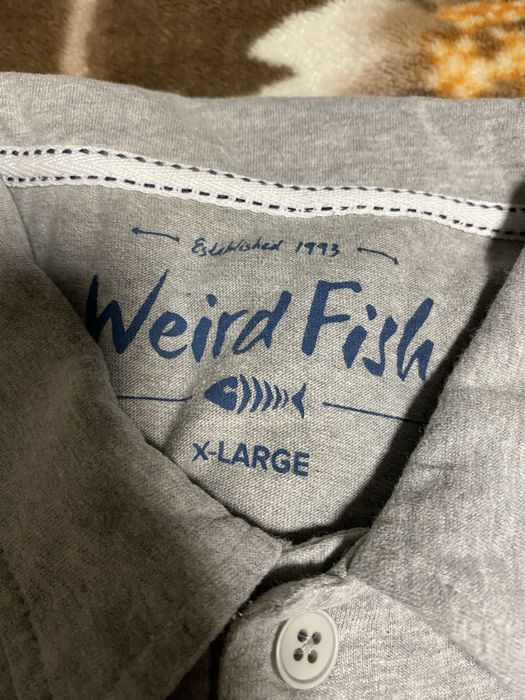 Established 1993
Weird Fish
X-LARGE